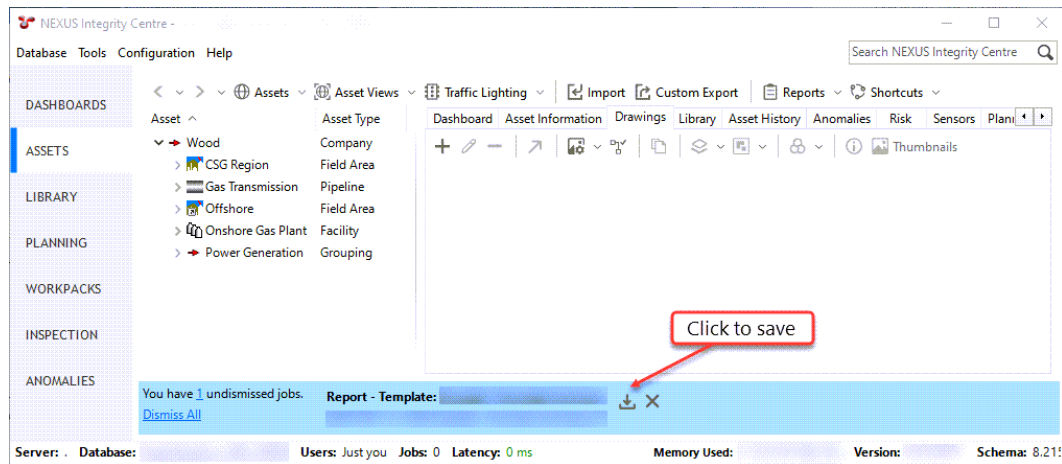 NEXUS Integrity Centre -
Database Tools Configuration Help
Search NEXUS Integrity Centre
DASHBOARDS
ASSETS
LIBRARY
PLANNING
WORKPACKS
INSPECTION
ANOMALIES
Assets Asset Views Traffic Lighting Import Custom Export Reports Shortcuts
Asset Asset Type
Wood Company
CSG Region Field Area
Gas Transmission Pipeline
Offshore Field Area
Onshore Gas Plant Facility
Power Generation Grouping
Dashboard Asset Information Drawings Library Asset History Anomalies Risk Sensors
Thumbnails
Click to save
You have 1 undismissed jobs.
Dismiss All
Report - Template:
Server: . Database: Users: Just you Jobs: 0 Latency: 0 ms Memory Used: Version: Schema: 8.21